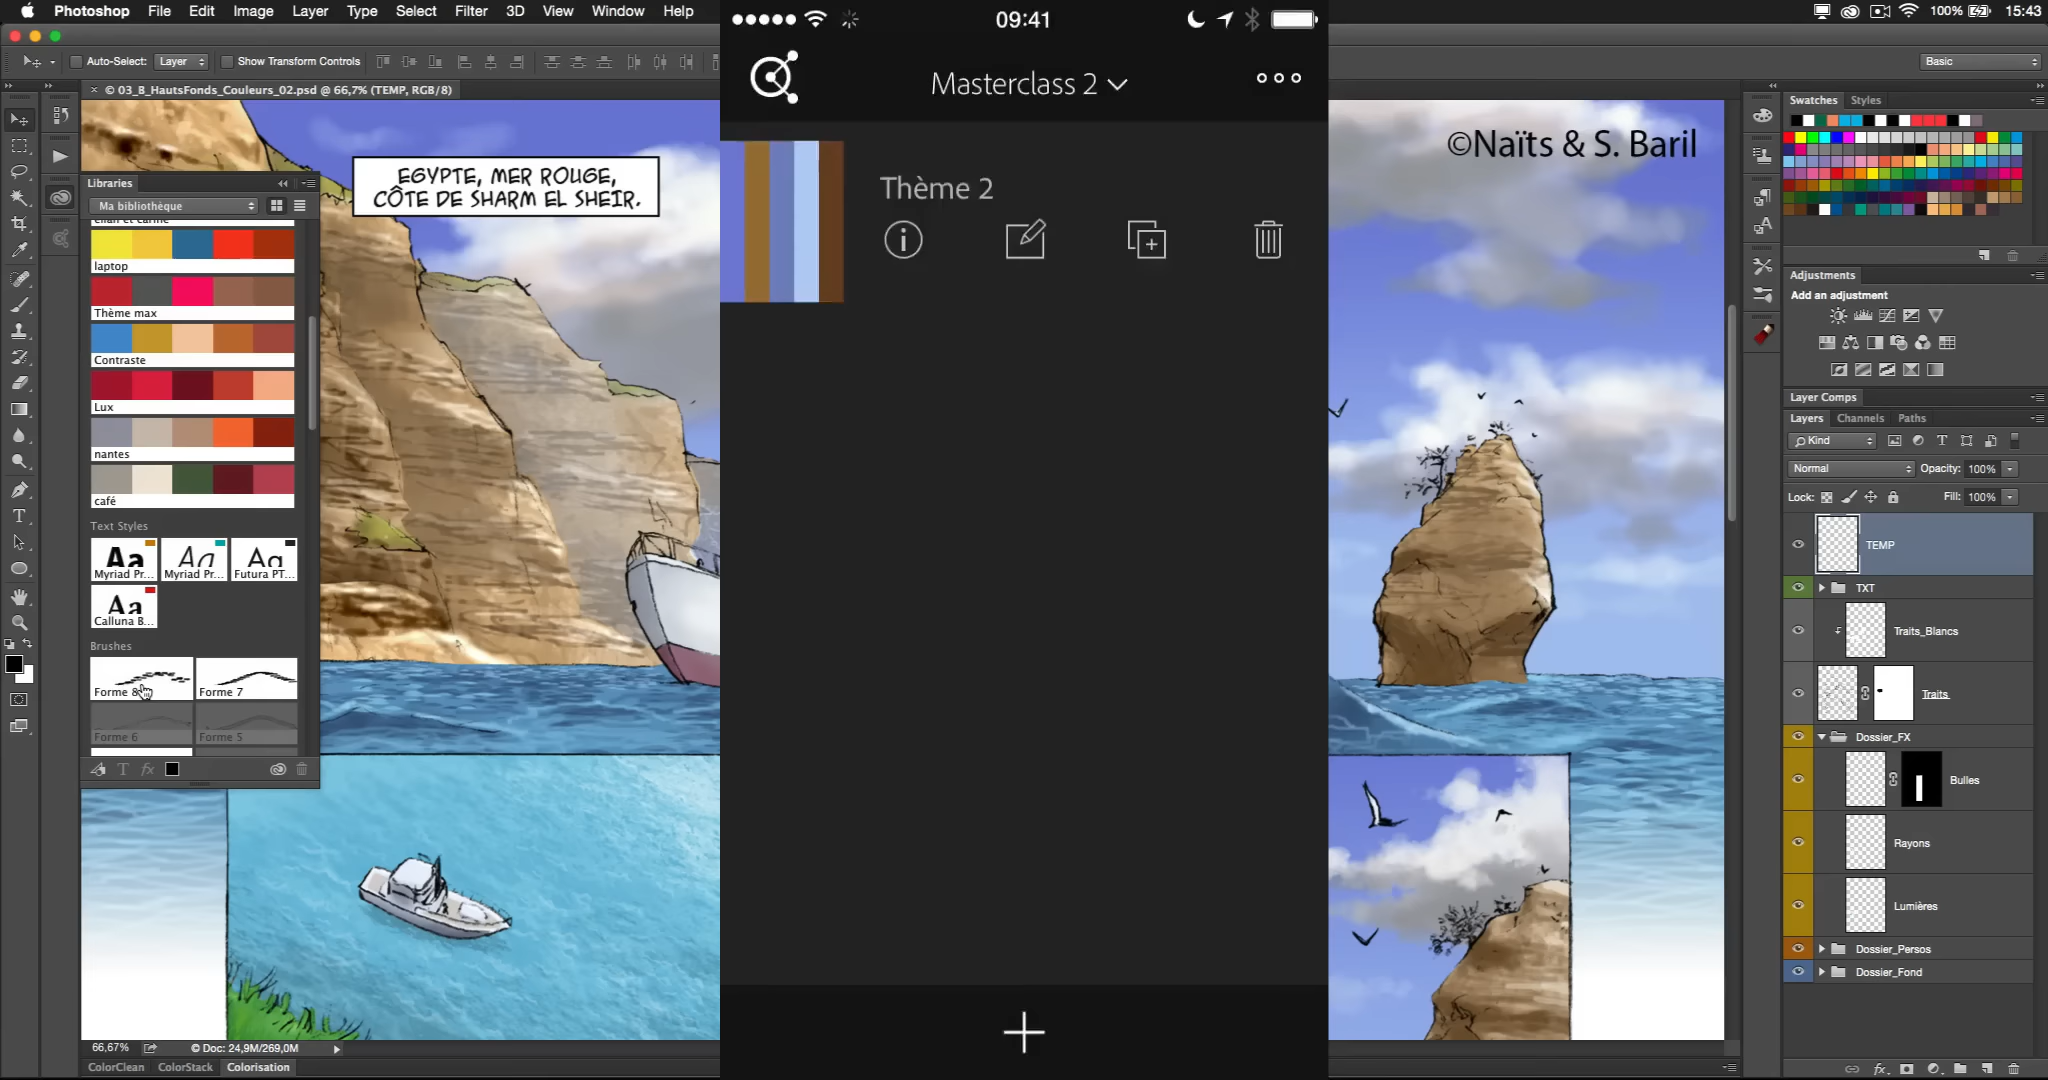 Photoshop File Edit Image Layer Type Select Filter 3D View Window Help
100% 15:43
Auto-Select: Layer Show Transform Controls
Basic
× © 03_B_HautsFonds_Couleurs_02.psd @ 66,7% (TEMP, RGB/8)
09:41
Masterclass 2
Thème 2
©Naïts & S. Baril
EGYPTE, MER ROUGE,
CÔTE DE SHARM EL SHEIR.
Libraries
Ma bibliothèque
laptop
Thème max
Contraste
Lux
nantes
café
Text Styles
Aa Aa Aa
Myriad Pr... Myriad Pr... Futura PT...
Aa
Calluna B...
Brushes
Forme 8 Forme 7
Forme 6 Forme 5
66,67% © Doc: 24,9M/269,0M
ColorClean ColorStack Colorisation
Swatches Styles
Adjustments
Add an adjustment
Layer Comps
Layers Channels Paths
Kind
Normal Opacity: 100%
Lock: Fill: 100%
TEMP
TXT
Traits_Blancs
Traits
Dossier_FX
Bulles
Rayons
Lumières
Dossier_Persos
Dossier_Fond